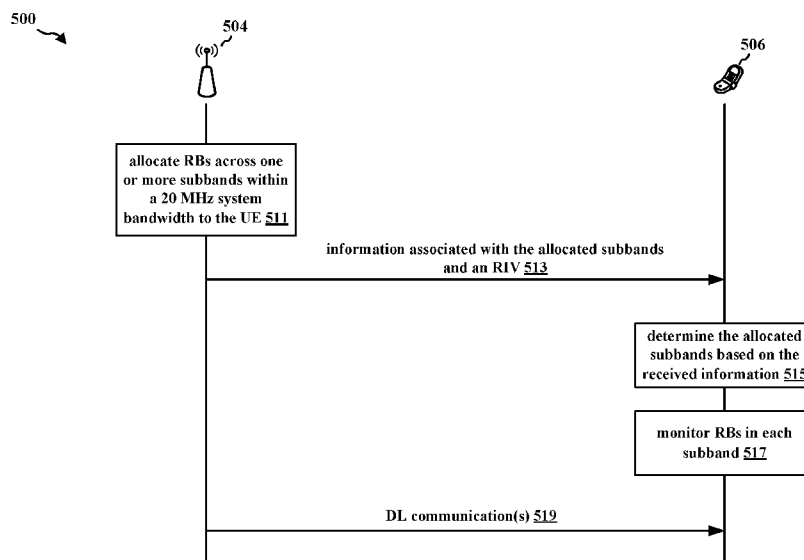 500
504
506
allocate RBs across one
or more subbands within
a 20 MHz system
bandwidth to the UE 511
information associated with the allocated subbands
and an RIV 513
determine the allocated
subbands based on the
received information 515
monitor RBs in each
subband 517
DL communication(s) 519